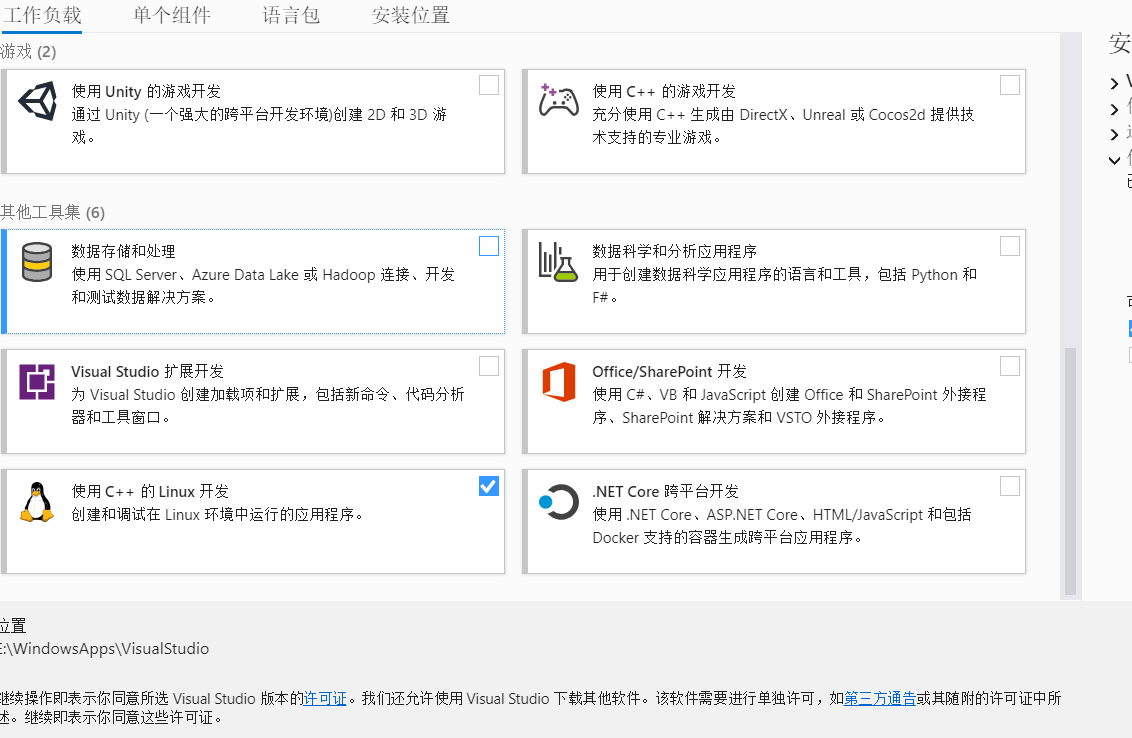 工作负载 单个组件 语言包 安装位置
游戏 (2)
使用 Unity 的游戏开发
通过 Unity (一个强大的跨平台开发环境)创建 2D 和 3D 游
戏。
使用 C++ 的游戏开发
充分使用 C++ 生成由 DirectX、Unreal 或 Cocos2d 提供技
术支持的专业游戏。
其他工具集 (6)
数据存储和处理
使用 SQL Server、Azure Data Lake 或 Hadoop 连接、开发
和测试数据解决方案。
数据科学和分析应用程序
用于创建数据科学应用程序的语言和工具，包括 Python 和
F#。
Visual Studio 扩展开发
为 Visual Studio 创建加载项和扩展，包括新命令、代码分析
器和工具窗口。
Office/SharePoint 开发
使用 C#、VB 和 JavaScript 创建 Office 和 SharePoint 外接程
序、SharePoint 解决方案和 VSTO 外接程序。
使用 C++ 的 Linux 开发
创建和调试在 Linux 环境中运行的应用程序。
.NET Core 跨平台开发
使用 .NET Core、ASP.NET Core、HTML/JavaScript 和包括
Docker 支持的容器生成跨平台应用程序。
安
位置
E:\WindowsApps\VisualStudio
继续操作即表示你同意所选 Visual Studio 版本的许可证。我们还允许使用 Visual Studio 下载其他软件。该软件需要进行单独许可，如第三方通告或其随附的许可证中所
述。继续即表示你同意这些许可证。